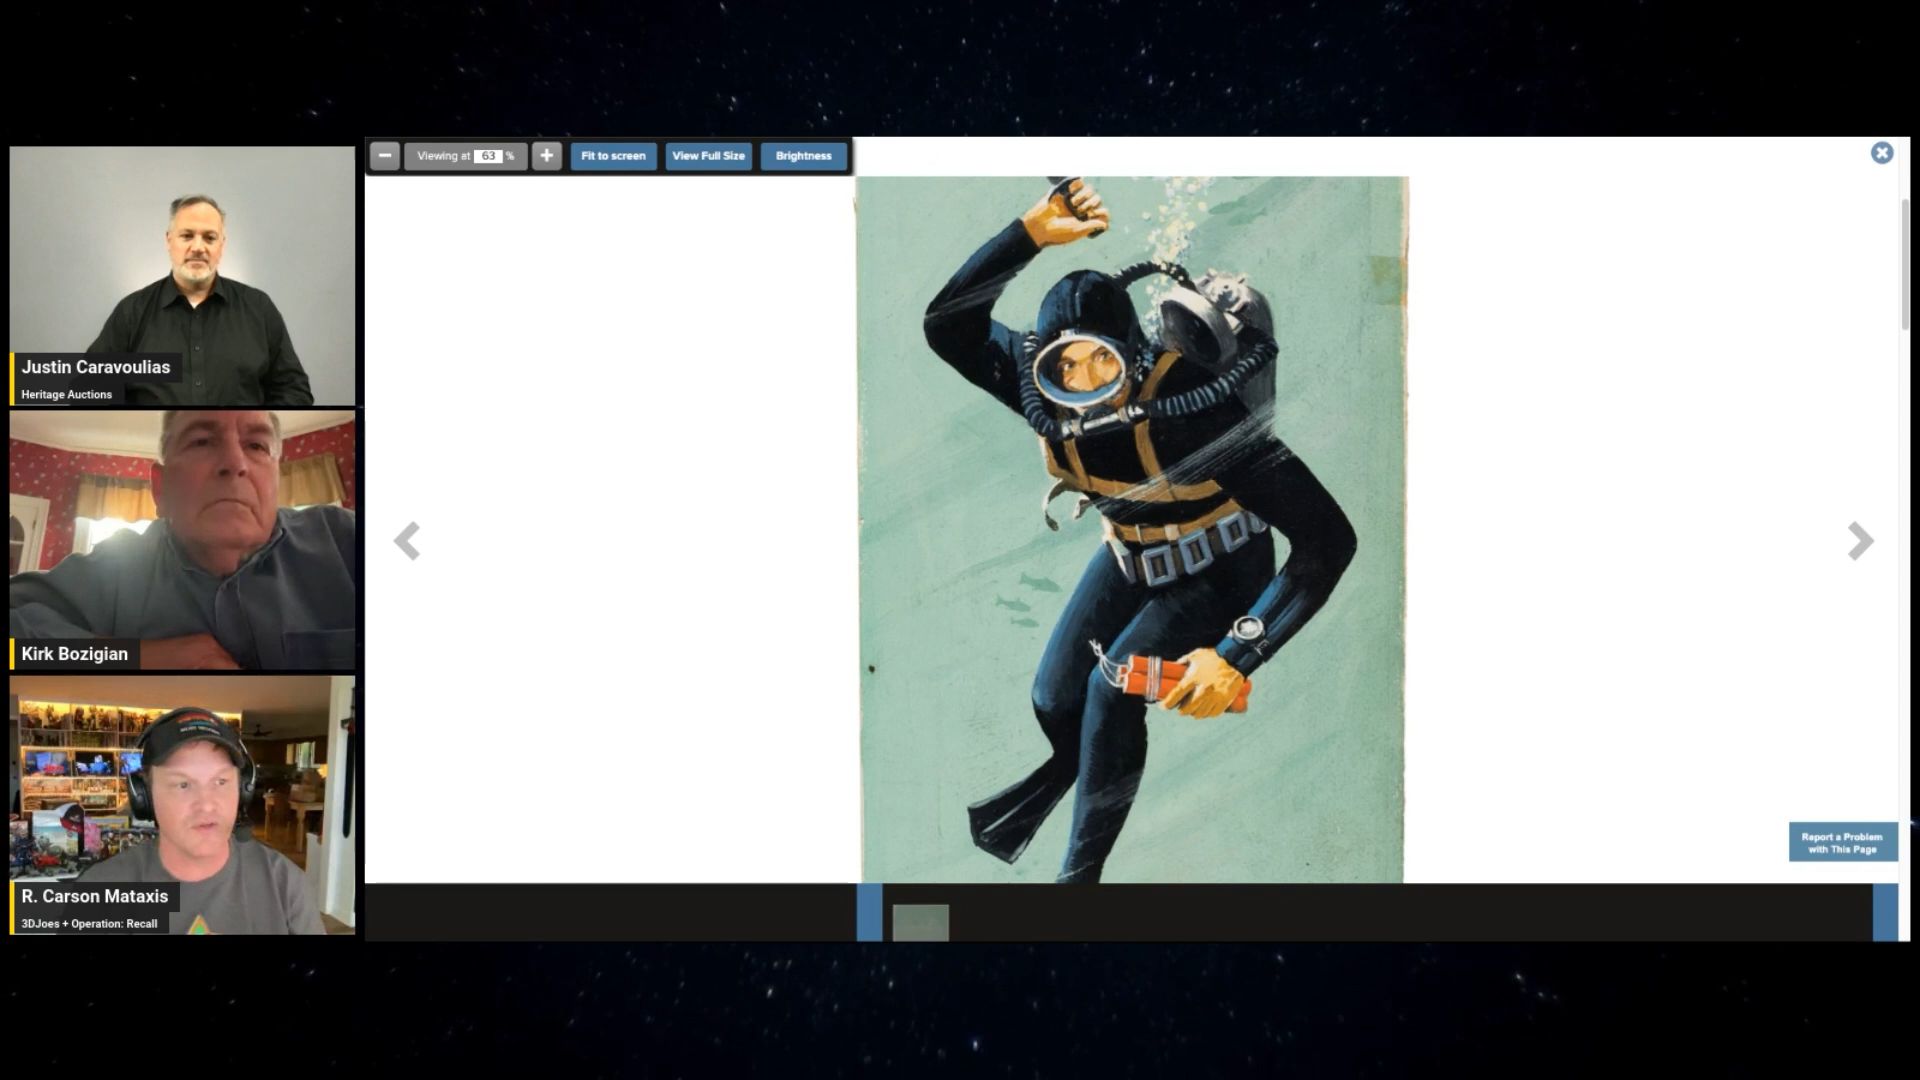 Viewing at 63 %
Fit to screen
View Full Size
Brightness
Justin Caravoulias
Heritage Auctions
Kirk Bozigian
R. Carson Mataxis
3DJoes + Operation: Recall
Report a Problem
with This Page